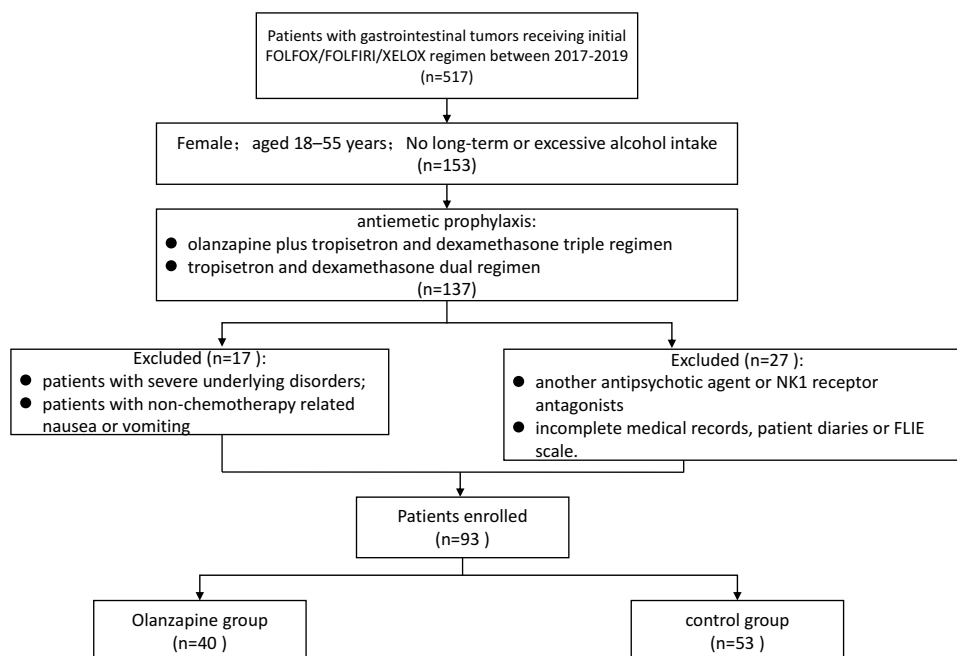 Patients with gastrointestinal tumors receiving initial
FOLFOX/FOLFIRI/XELOX regimen between 2017-2019
(n=517)
Female；aged 18–55 years；No long-term or excessive alcohol intake
(n=153)
antiemetic prophylaxis:
● olanzapine plus tropisetron and dexamethasone triple regimen
● tropisetron and dexamethasone dual regimen
(n=137)
Excluded (n=17 ) :
● patients with severe underlying disorders;
● patients with non-chemotherapy related
nausea or vomiting
Excluded (n=27 ) :
● another antipsychotic agent or NK1 receptor
antagonists
● incomplete medical records, patient diaries or FLIE
scale.
Patients enrolled
(n=93 )
Olanzapine group
(n=40 )
control group
(n=53 )